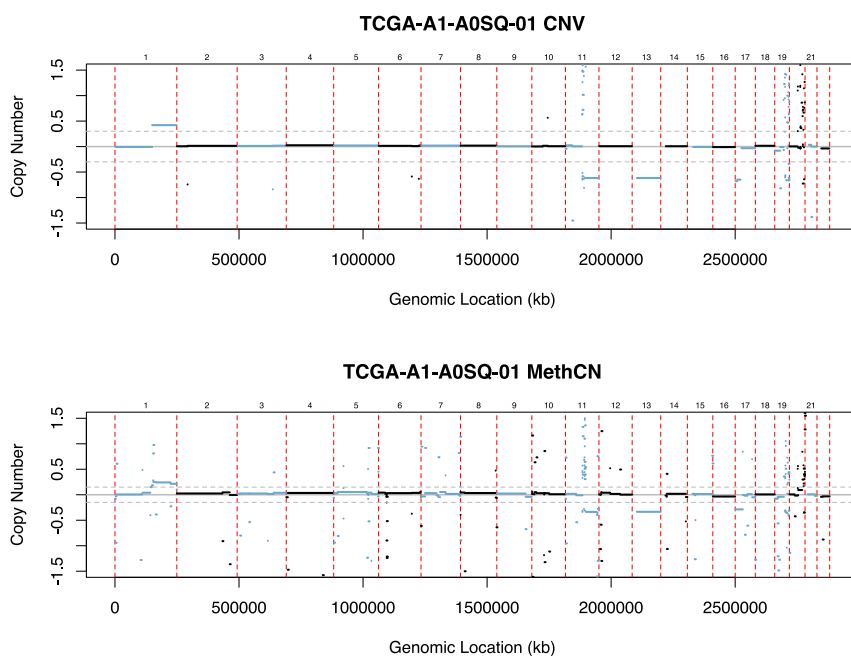 TCGA-A1-A0SQ-01 CNV
1 2 3 4 5 6 7 8 9 10 11 12 13 14 15 16 17 18 19 21
Copy Number
1.5
0.5
-0.5
-1.5
0 500000 1000000 1500000 2000000 2500000
Genomic Location (kb)
TCGA-A1-A0SQ-01 MethCN
1 2 3 4 5 6 7 8 9 10 11 12 13 14 15 16 17 18 19 21
Copy Number
1.5
0.5
-0.5
-1.5
0 500000 1000000 1500000 2000000 2500000
Genomic Location (kb)